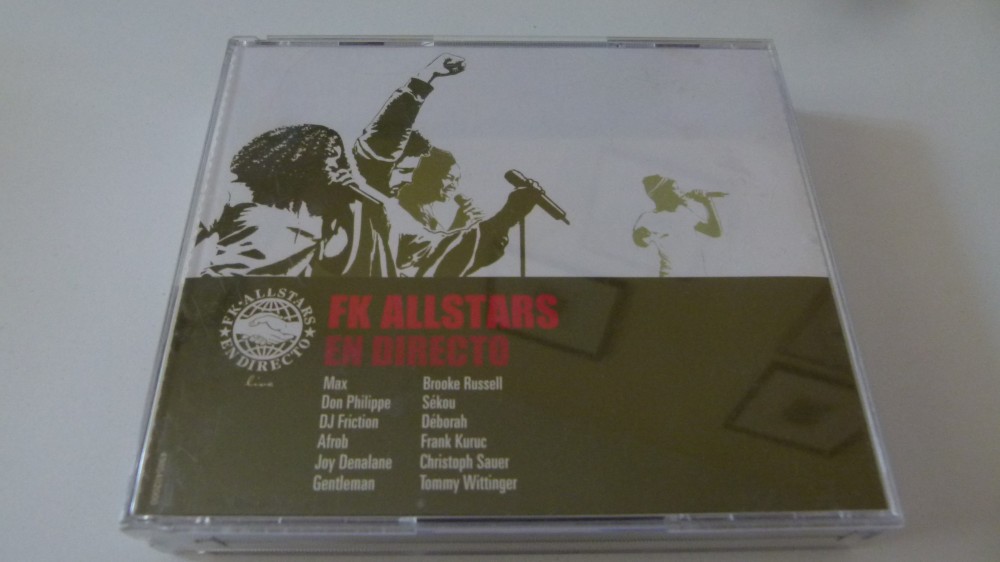 FK ALLSTARS
EN DIRECTO
FK·ALLSTARS
EN DIRECTO
live
Max
Don Philippe
DJ Friction
Afrob
Joy Denalane
Gentleman
Brooke Russell
Sékou
Déborah
Frank Kuruc
Christoph Sauer
Tommy Wittinger